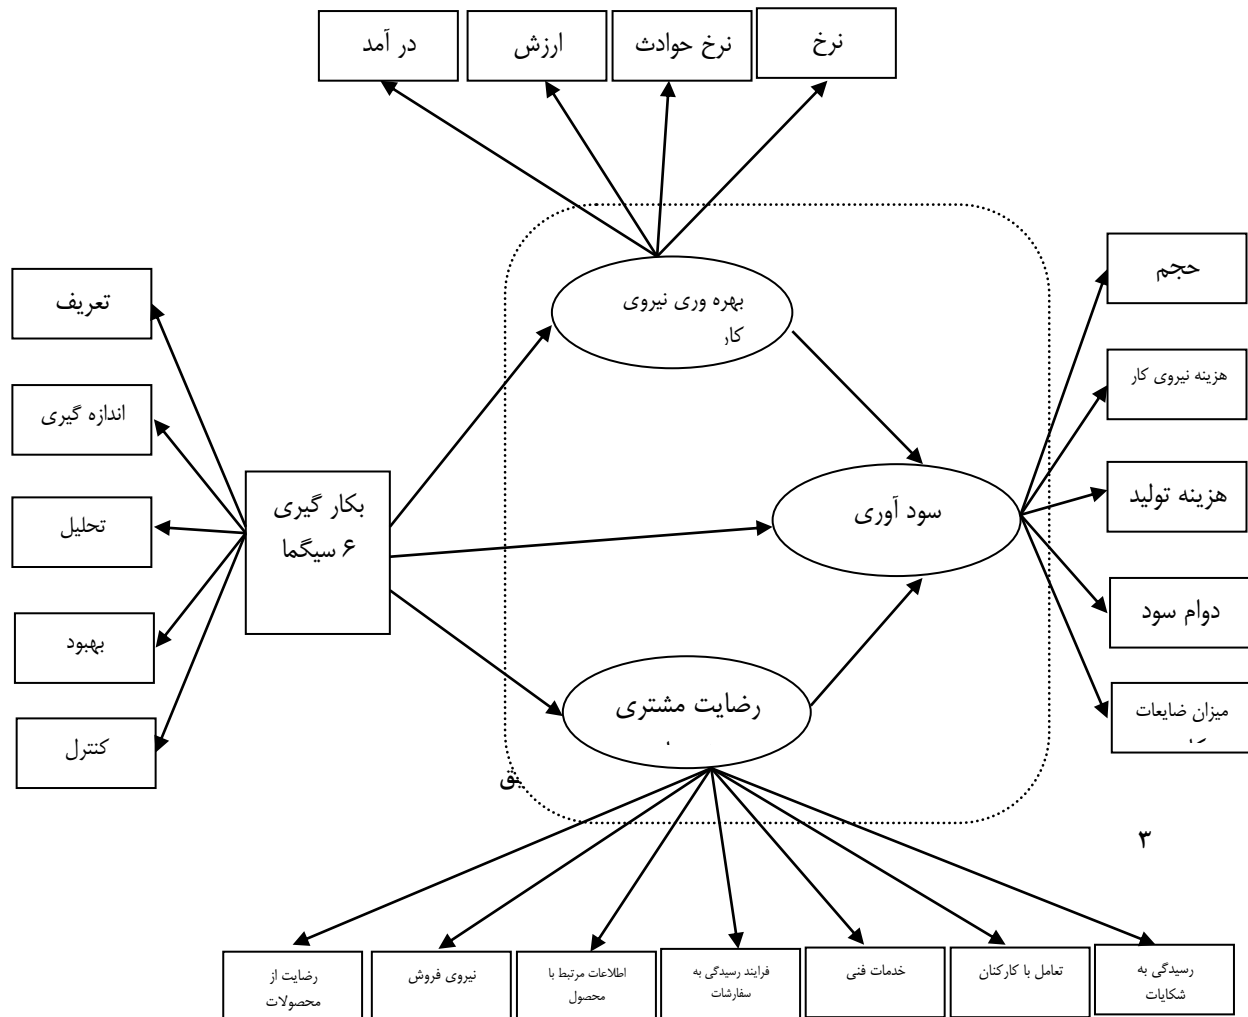 نرخ
نرخ حوادث
ارزش
در آمد
حجم
هزینه نیروی کار
هزینه تولید
دوام سود
میزان ضایعات
بهره وری نیروی
کار
سود آوری
رضایت مشتری
بکار گیری
۶ سیگما
تعریف
اندازه گیری
تحلیل
بهبود
کنترل
۳
رسیدگی به
شکایات
تعامل با کارکنان
خدمات فنی
فرایند رسیدگی به
سفارشات
اطلاعات مرتبط با
محصول
نیروی فروش
رضایت از
محصولات